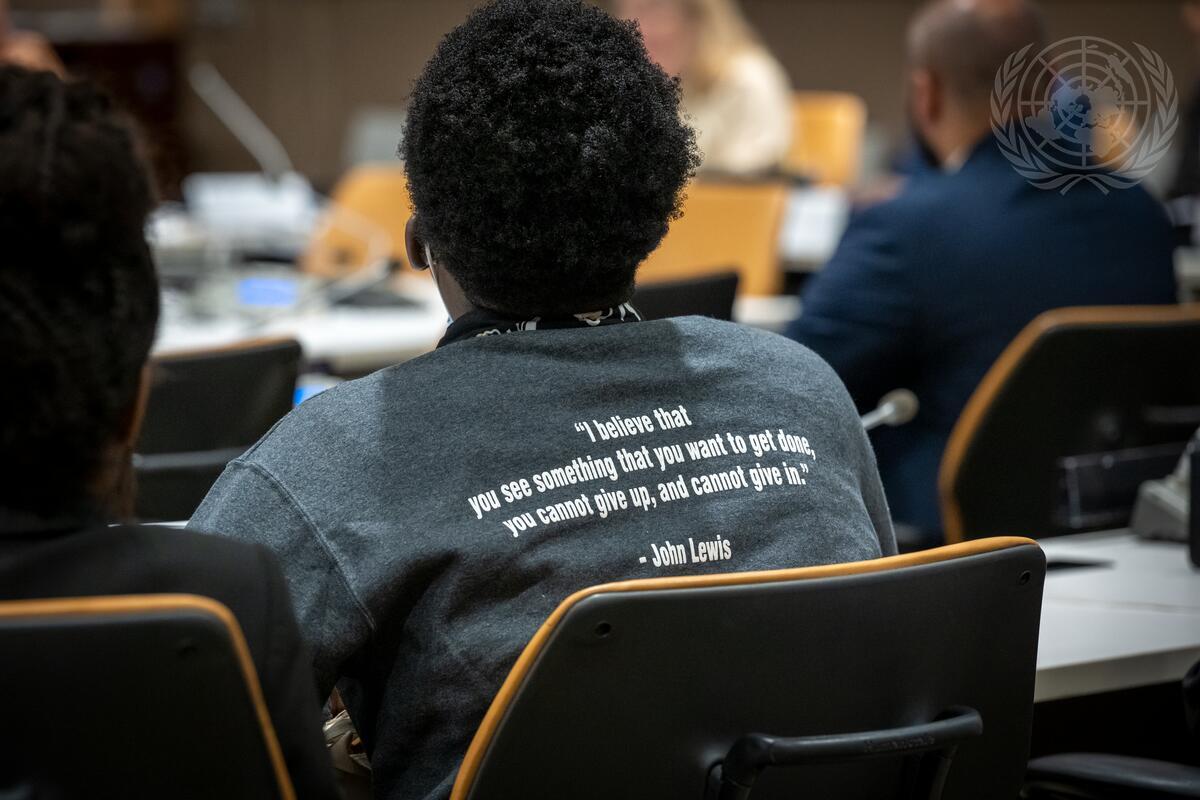 “I believe that
you see something that you want to get done,
you cannot give up, and cannot give in.”
- John Lewis